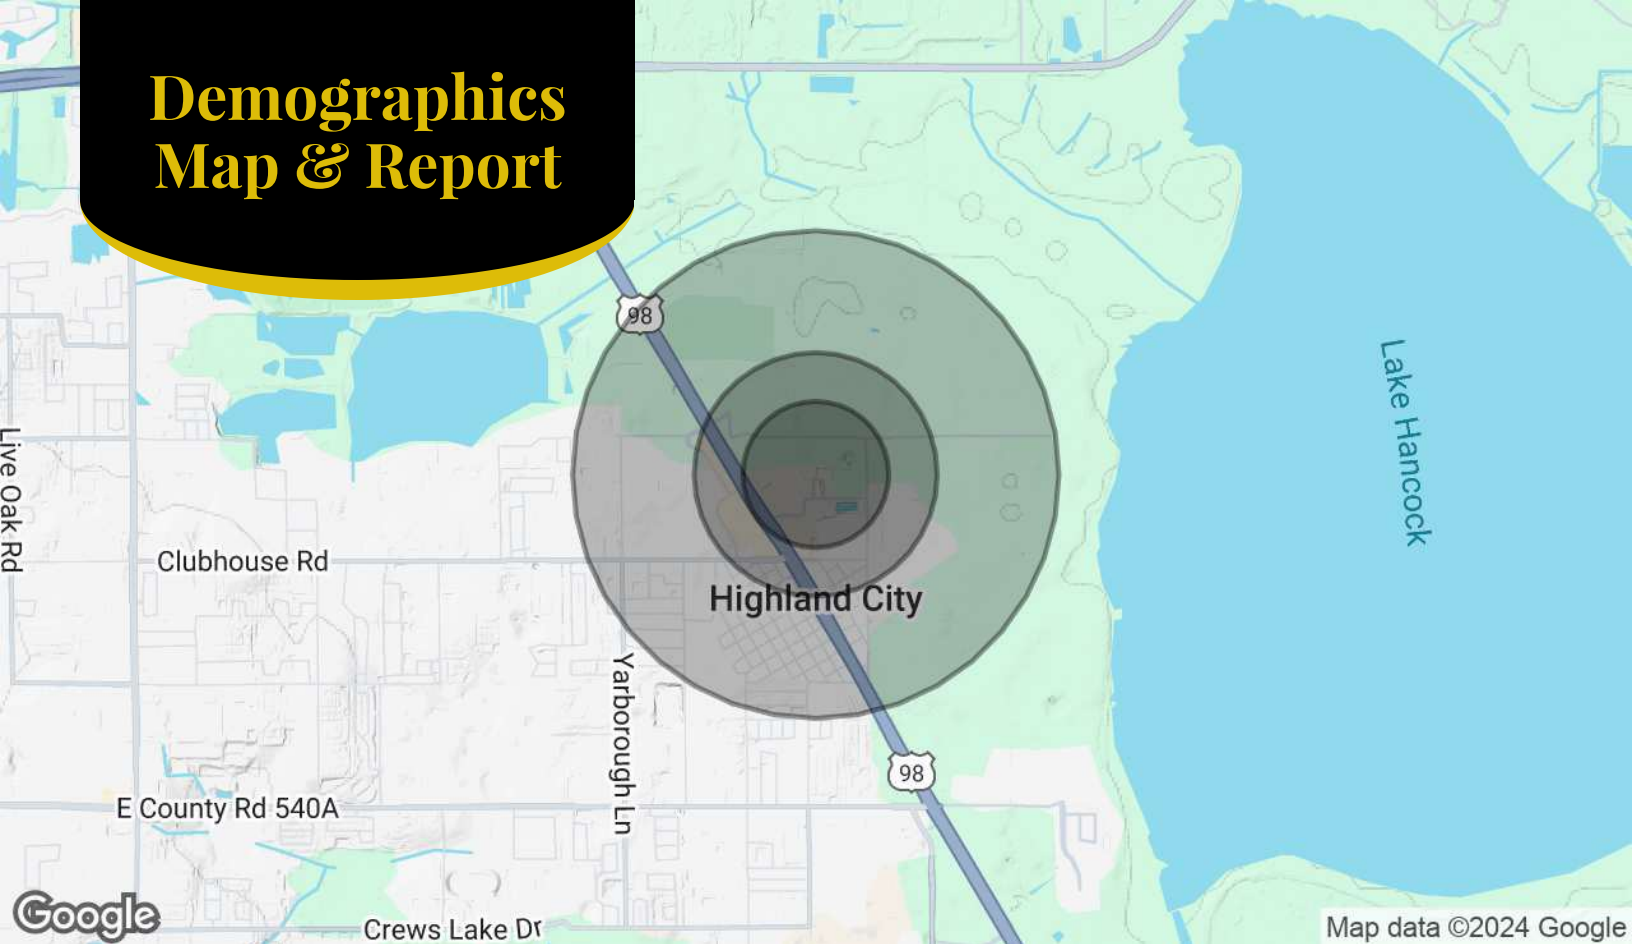 Demographics
Map & Report
98
Lake Hancock
Live Oak Rd
Clubhouse Rd
Highland City
Yarborough Ln
98
E County Rd 540A
Google
Crews Lake Dr
Map data ©2024 Google